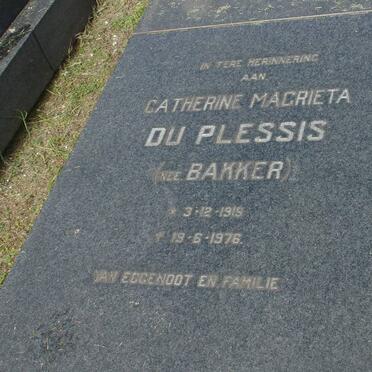 IN TERE HERINNERING
AAN
CATHERINE MAGRIETA
DU PLESSIS
(NEE BAKKER)
* 3-12-1919
† 19-6-1976.
VAN EGGENOOT EN FAMILIE